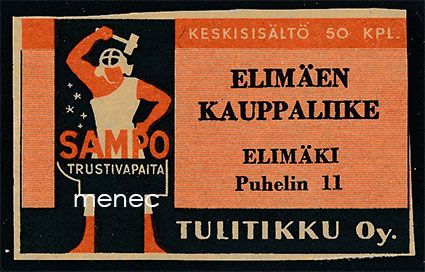 KESKISISÄLTÖ 50 KPL.
ELIMÄEN
KAUPPALIIKE
ELIMÄKI
Puhelin 11
SAMPO
TRUSTIVAPAITA
menec
TULITIKKU Oy.